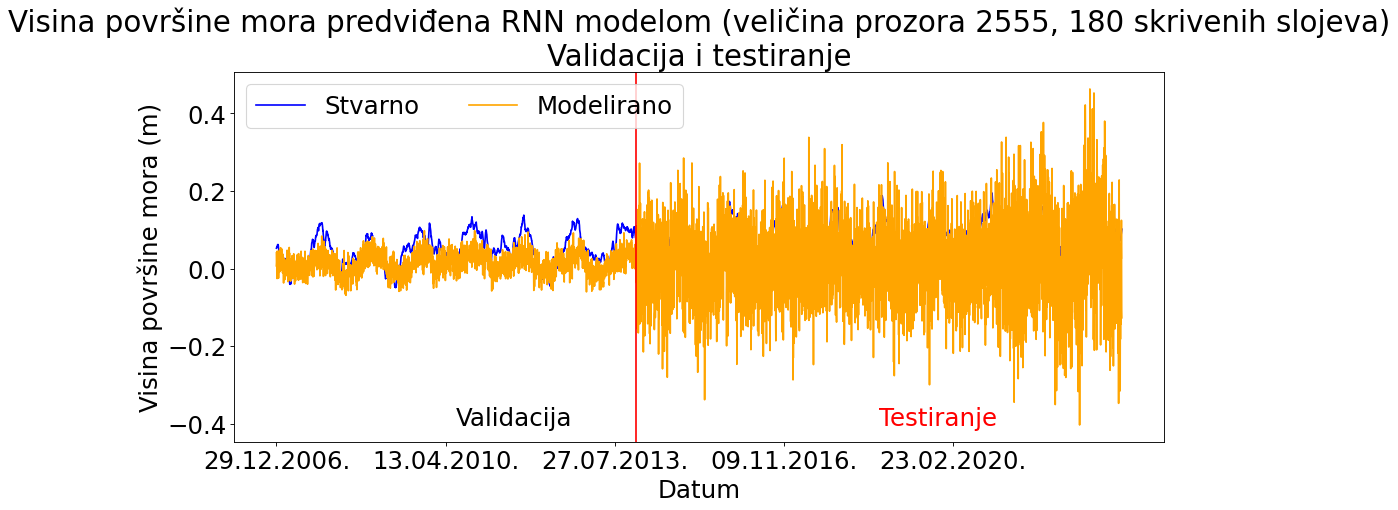 Visina površine mora predviđena RNN modelom (veličina prozora 2555, 180 skrivenih slojeva)
Validacija i testiranje
Stvarno
Modelirano
Visina površine mora (m)
0.4
0.2
0.0
−0.2
−0.4
Validacija
Testiranje
29.12.2006.
13.04.2010.
27.07.2013.
09.11.2016.
23.02.2020.
Datum